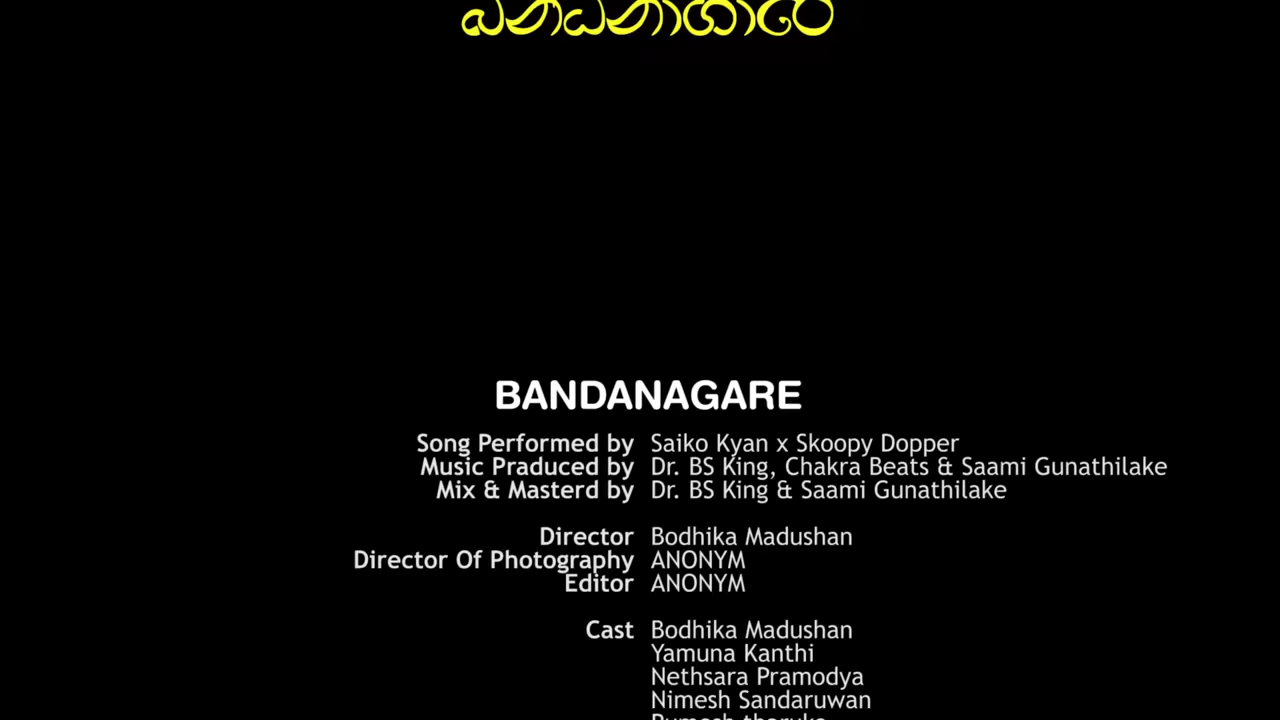 බන්ධනාගාරේ
BANDANAGARE
Song Performed by Saiko Kyan x Skoopy Dopper
Music Praduced by Dr. BS King, Chakra Beats & Saami Gunathilake
Mix & Masterd by Dr. BS King & Saami Gunathilake
Director Bodhika Madushan
Director Of Photography ANONYM
Editor ANONYM
Cast Bodhika Madushan
Yamuna Kanthi
Nethsara Pramodya
Nimesh Sandaruwan